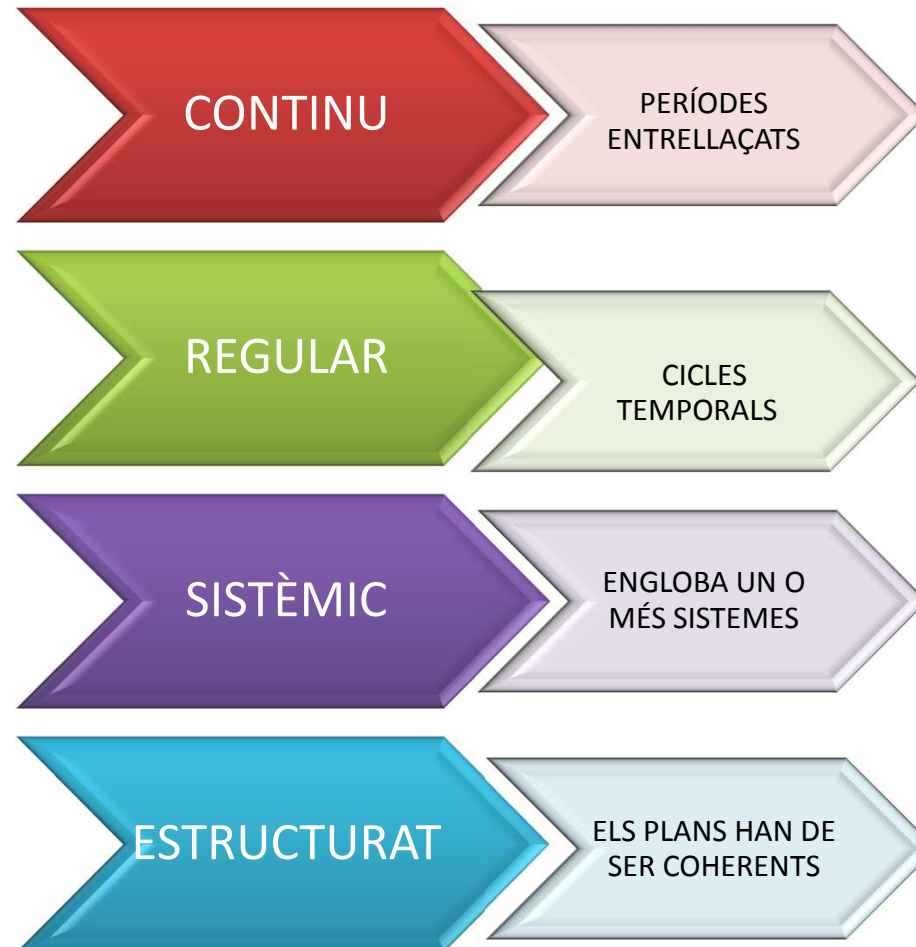 CONTINU
PERÍODES
ENTRELLAÇATS
REGULAR
CICLES
TEMPORALS
SISTÈMIC
ENGLOBA UN O
MÉS SISTEMES
ESTRUCTURAT
ELS PLANS HAN DE
SER COHERENTS